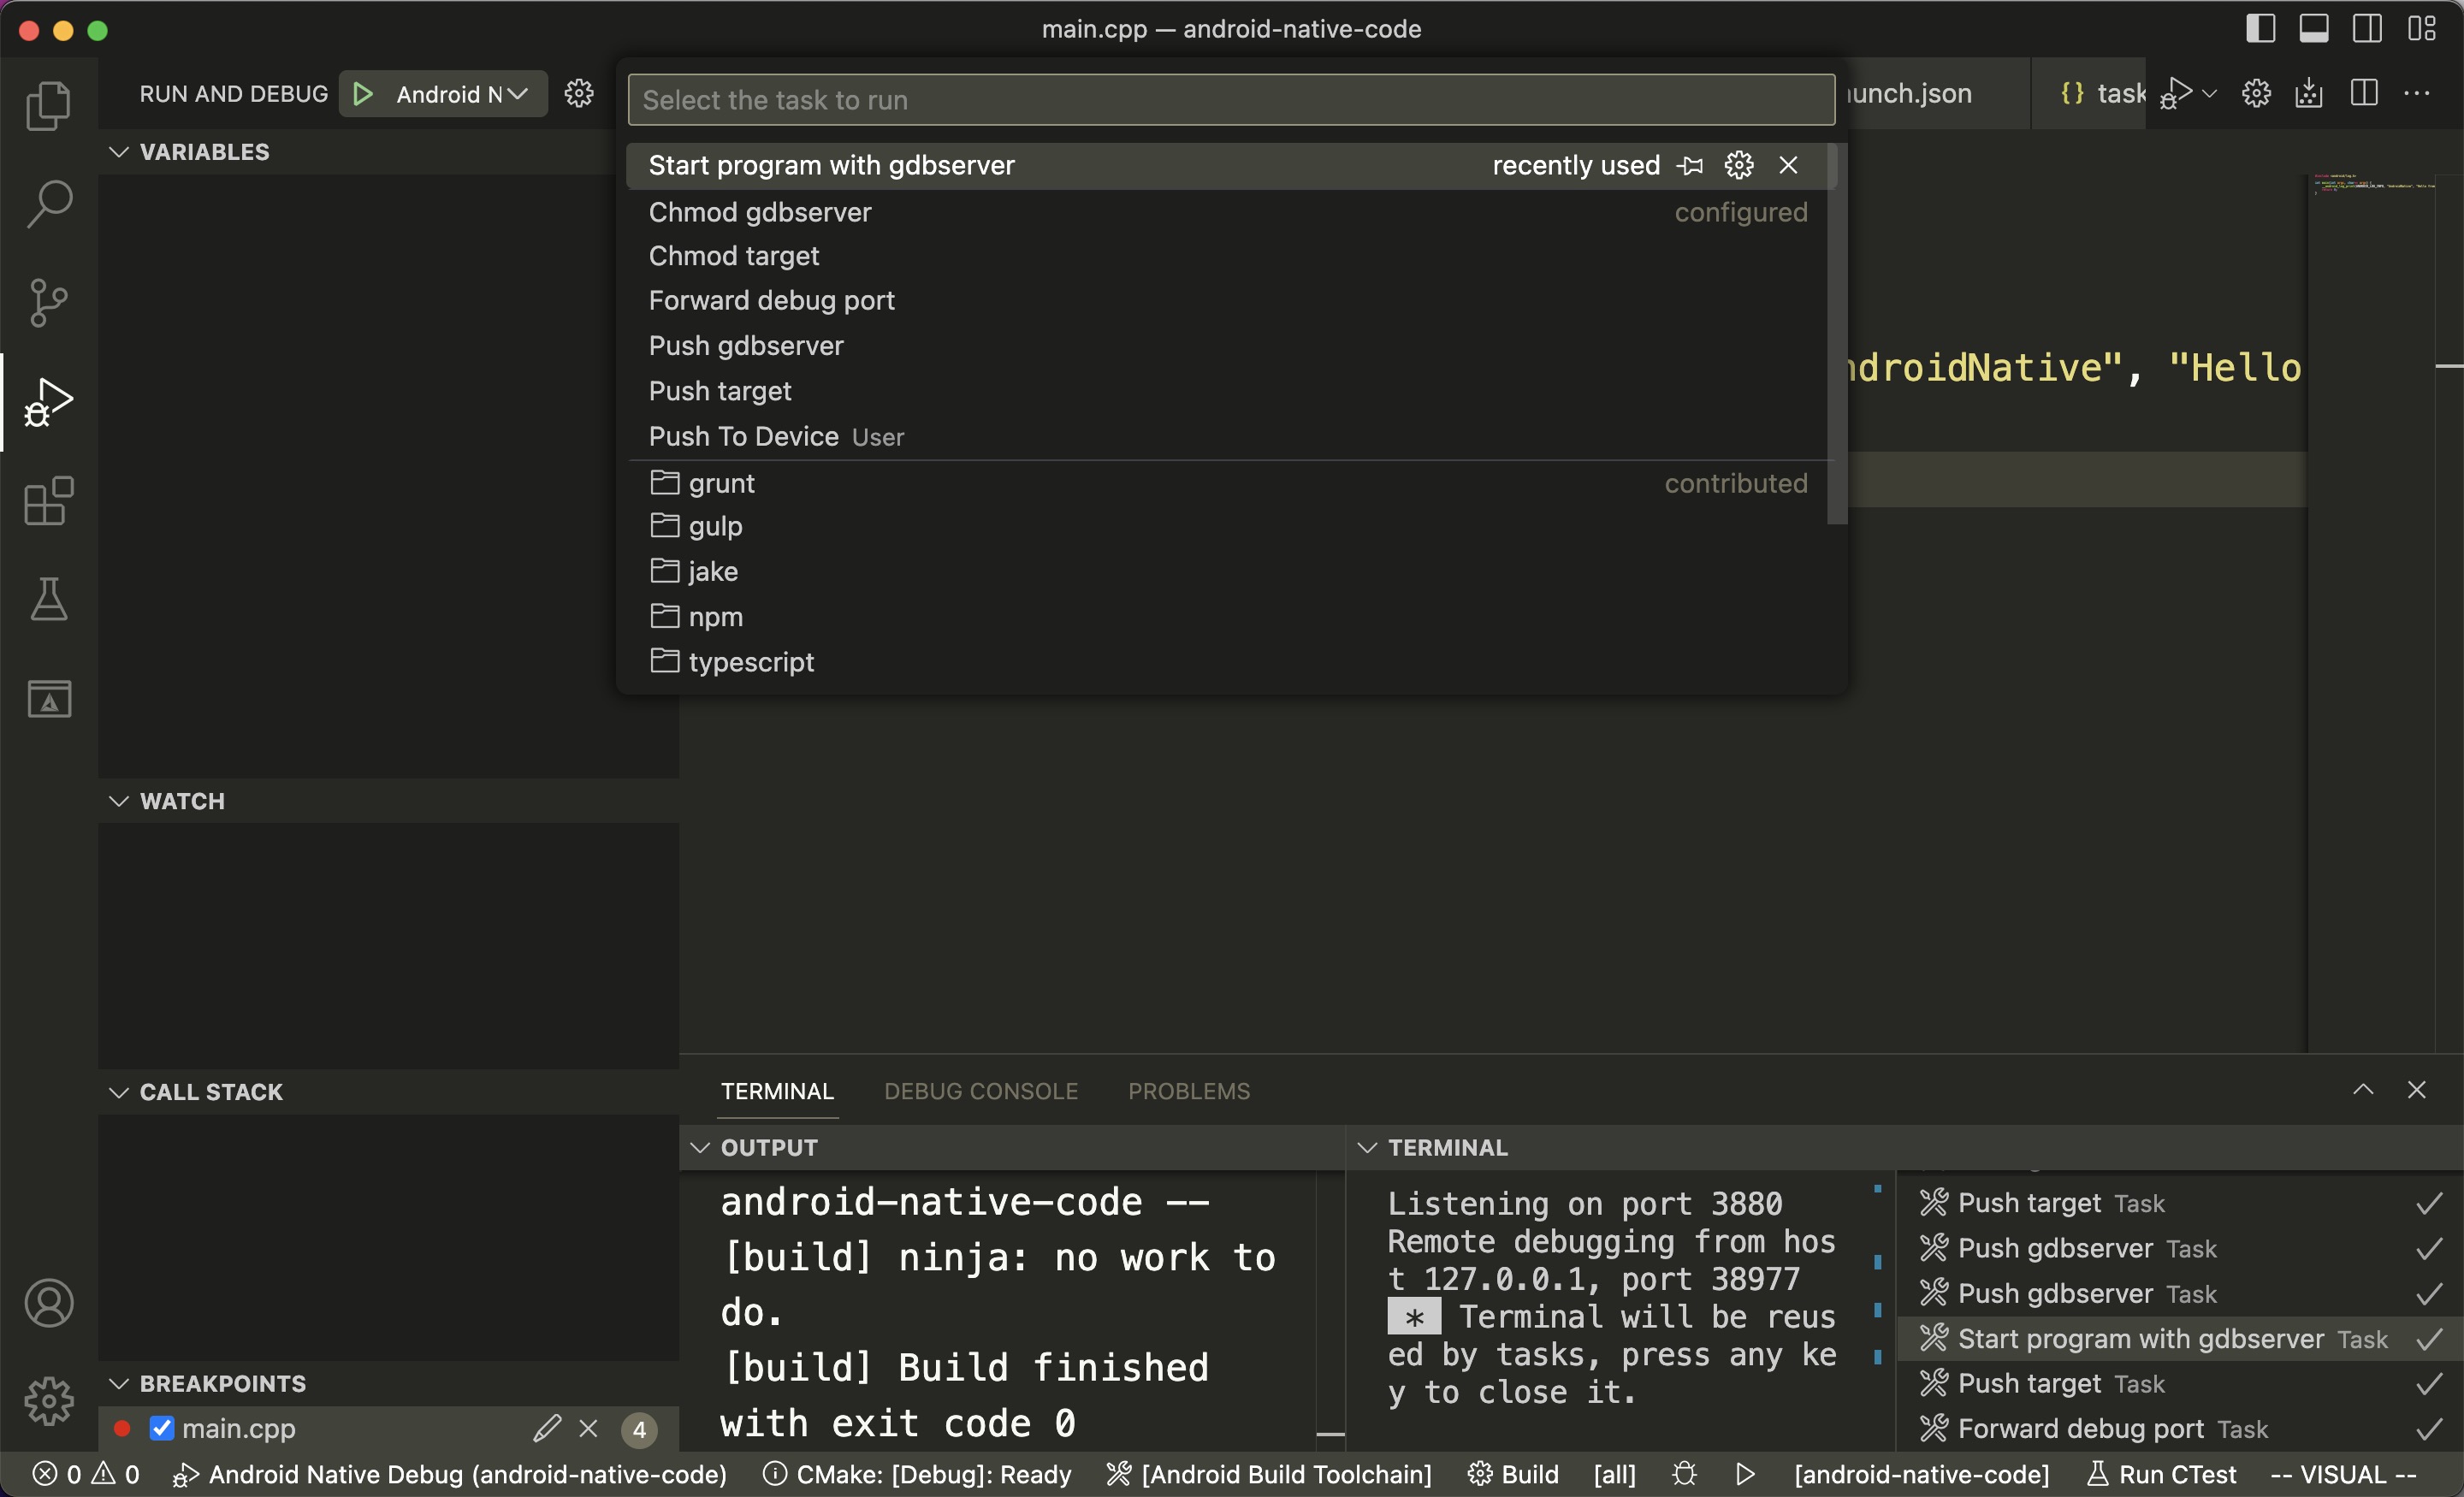 main.cpp — android-native-code
RUN AND DEBUG
Android N
Select the task to run
unch.json
{} task
VARIABLES
Start program with gdbserver recently used
Chmod gdbserver configured
Chmod target
Forward debug port
Push gdbserver
Push target
Push To Device User
grunt contributed
gulp
jake
npm
typescript
ndroidNative", "Hello
WATCH
CALL STACK
BREAKPOINTS
main.cpp 4
TERMINAL DEBUG CONSOLE PROBLEMS
OUTPUT
android-native-code --
[build] ninja: no work to
do.
[build] Build finished
with exit code 0
TERMINAL
Listening on port 3880
Remote debugging from hos
t 127.0.0.1, port 38977
* Terminal will be reus
ed by tasks, press any ke
y to close it.
Push target Task
Push gdbserver Task
Push gdbserver Task
Start program with gdbserver Task
Push target Task
Forward debug port Task
0 0 Android Native Debug (android-native-code) CMake: [Debug]: Ready [Android Build Toolchain] Build [all] [android-native-code] Run CTest -- VISUAL --